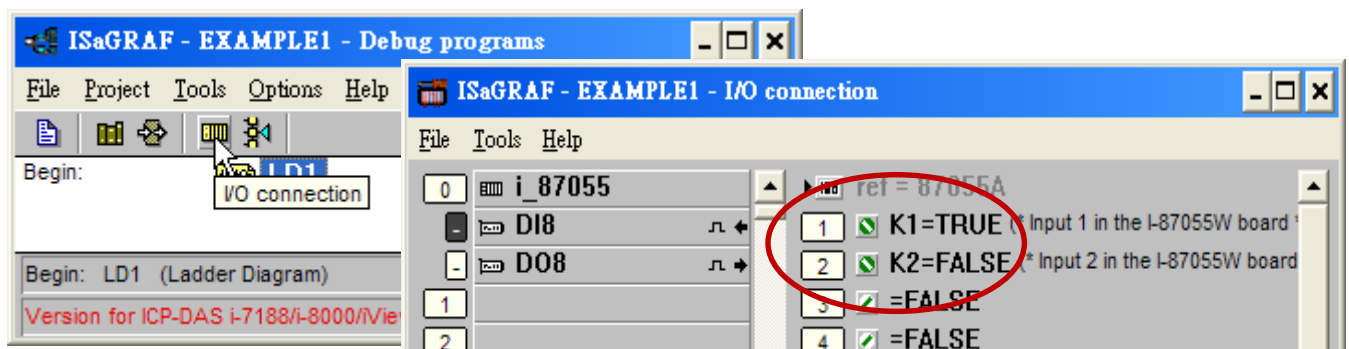 ISaGRAF - EXAMPLE1 - Debug programs
File Project Tools Options Help
Begin:
LD1
I/O connection
Begin: LD1 (Ladder Diagram)
Version for ICP-DAS i-7188/i-8000/iVie
ISaGRAF - EXAMPLE1 - I/O connection
File Tools Help
0 i_87055
- DI8
- DO8
1
2
ref = 87055A
1 K1=TRUE (* Input 1 in the I-87055W board *
2 K2=FALSE (* Input 2 in the I-87055W board
3 =FALSE
4 =FALSE